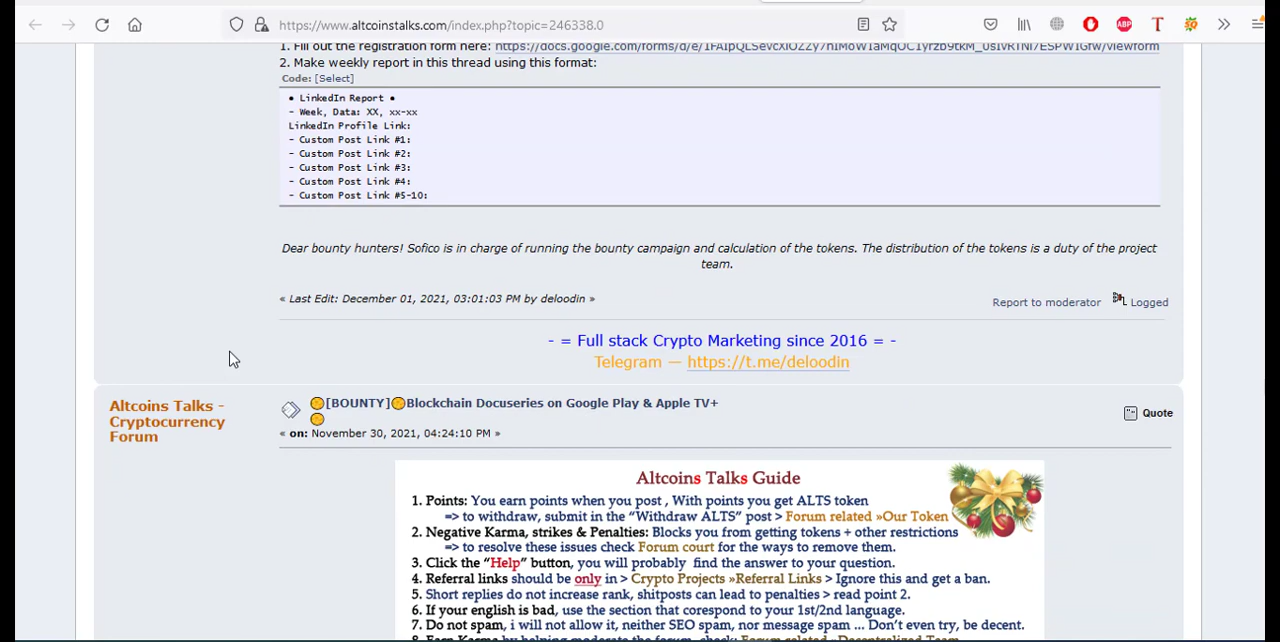 https://www.altcoinstalks.com/index.php?topic=246338.0
1. Fill out the registration form here:
2. Make weekly report in this thread using this format:
Code: [Select]
● LinkedIn Report ●
- Week, Data: XX, xx-xx
LinkedIn Profile Link:
- Custom Post Link #1:
- Custom Post Link #2:
- Custom Post Link #3:
- Custom Post Link #4:
- Custom Post Link #5-10:
Dear bounty hunters! Sofico is in charge of running the bounty campaign and calculation of the tokens. The distribution of the tokens is a duty of the project
team.
« Last Edit: December 01, 2021, 03:01:03 PM by deloodin »
Report to moderator
Logged
- = Full stack Crypto Marketing since 2016 = -
Telegram — https://t.me/deloodin
Altcoins Talks -
Cryptocurrency
Forum
[BOUNTY] Blockchain Docuseries on Google Play & Apple TV+
Quote
« on: November 30, 2021, 04:24:10 PM »
Altcoins Talks Guide
1. Points: You earn points when you post , With points you get ALTS token
=> to withdraw, submit in the “Withdraw ALTS” post > Forum related »Our Token
2. Negative Karma, strikes & Penalties: Blocks you from getting tokens + other restrictions
=> to resolve these issues check Forum court for the ways to remove them.
3. Click the “Help” button, you will probably find the answer to your question.
4. Referral links should be only in > Crypto Projects »Referral Links > Ignore this and get a ban.
5. Short replies do not increase rank, shitposts can lead to penalties > read point 2.
6. If your english is bad, use the section that corespond to your 1st/2nd language.
7. Do not spam, i will not allow it, neither SEO spam, nor message spam ... Don't even try, be decent.
8. Earn Karma by helping moderate the forum, check: Forum related »Decentralized Team
ABP